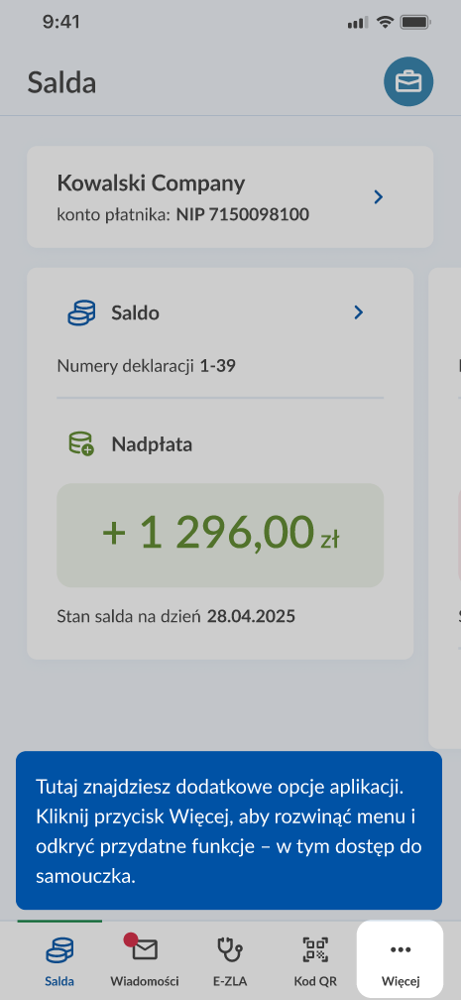 9:41
Salda
Kowalski Company
konto płatnika: NIP 7150098100
Saldo
Numery deklaracji 1-39
Nadpłata
+ 1 296,00 zł
Stan salda na dzień 28.04.2025
Tutaj znajdziesz dodatkowe opcje aplikacji.
Kliknij przycisk Więcej, aby rozwinąć menu i
odkryć przydatne funkcje – w tym dostęp do
samouczka.
Salda Wiadomości E-ZLA Kod QR Więcej